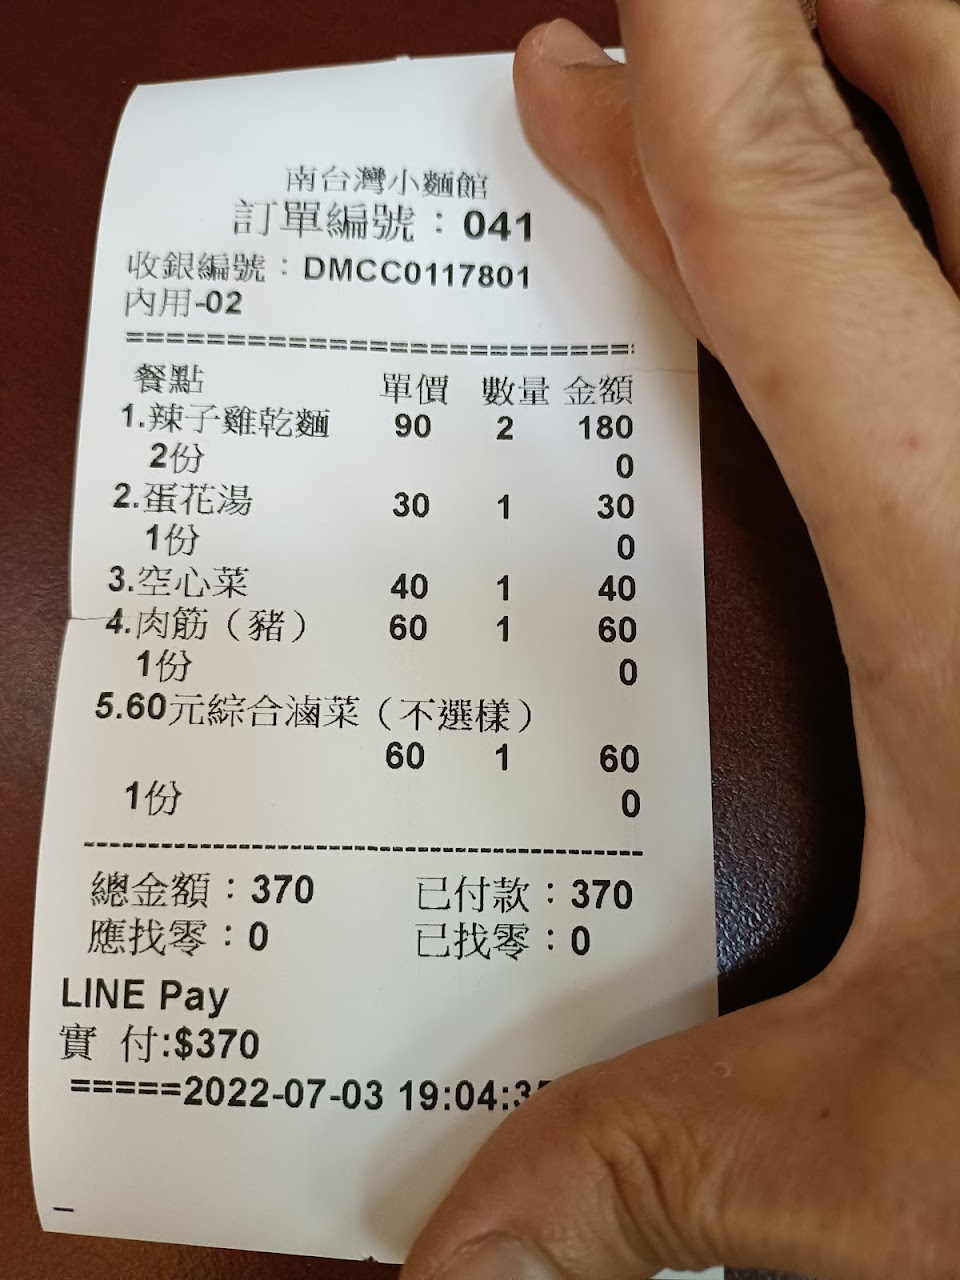 南台灣小麵館
訂單編號：041
收銀編號：DMCC0117801
內用-02
=========================
餐點 單價 數量 金額
1.辣子雞乾麵 90 2 180
2份 0
2.蛋花湯 30 1 30
1份 0
3.空心菜 40 1 40
4.肉筋（豬） 60 1 60
1份 0
5.60元綜合滷菜（不選樣）
60 1 60
1份 0
----------------------------------------------
總金額：370 已付款：370
應找零：0 已找零：0
LINE Pay
實 付:$370
=====2022-07-03 19:04:3